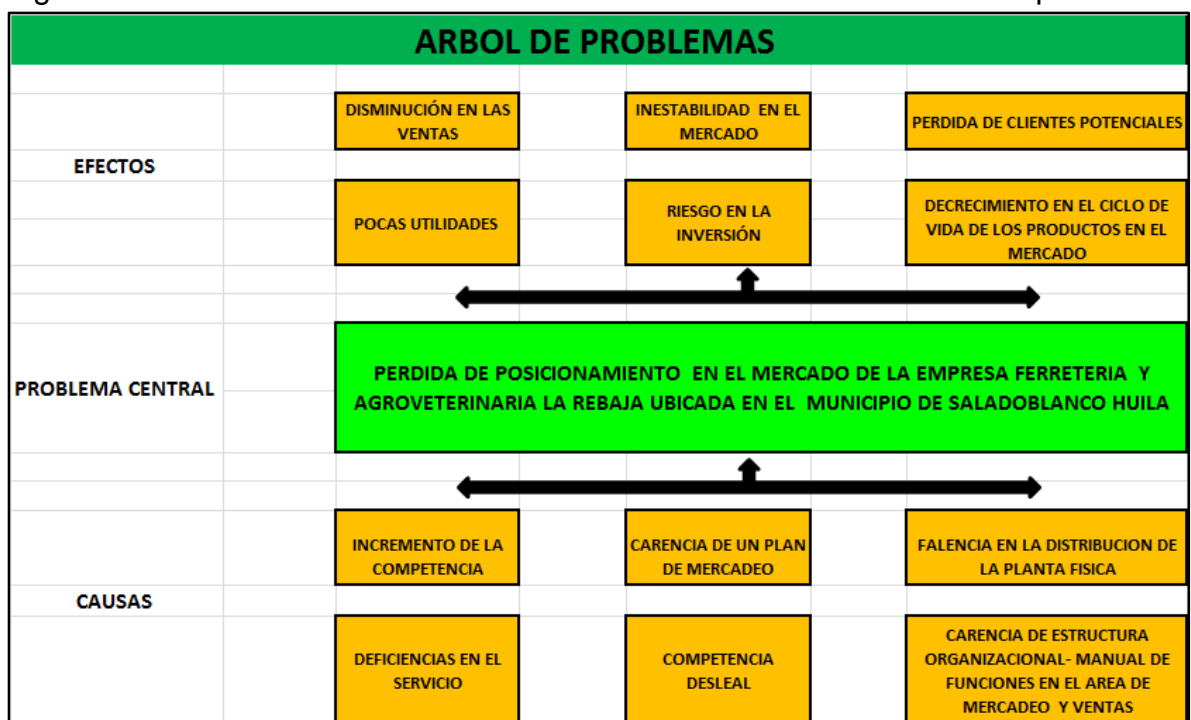 ARBOL DE PROBLEMAS
DISMINUCIÓN EN LAS
VENTAS
INESTABILIDAD EN EL
MERCADO
PERDIDA DE CLIENTES POTENCIALES
EFECTOS
POCAS UTILIDADES
RIESGO EN LA
INVERSIÓN
DECRECIMIENTO EN EL CICLO DE
VIDA DE LOS PRODUCTOS EN EL
MERCADO
PROBLEMA CENTRAL
PERDIDA DE POSICIONAMIENTO EN EL MERCADO DE LA EMPRESA FERRETERIA Y
AGROVETERINARIA LA REBAJA UBICADA EN EL MUNICIPIO DE SALADOBLANCO HUILA
INCREMENTO DE LA
COMPETENCIA
CARENCIA DE UN PLAN
DE MERCADEO
FALENCIA EN LA DISTRIBUCION DE
LA PLANTA FISICA
CAUSAS
DEFICIENCIAS EN EL
SERVICIO
COMPETENCIA
DESLEAL
CARENCIA DE ESTRUCTURA
ORGANIZACIONAL- MANUAL DE
FUNCIONES EN EL AREA DE
MERCADEO Y VENTAS